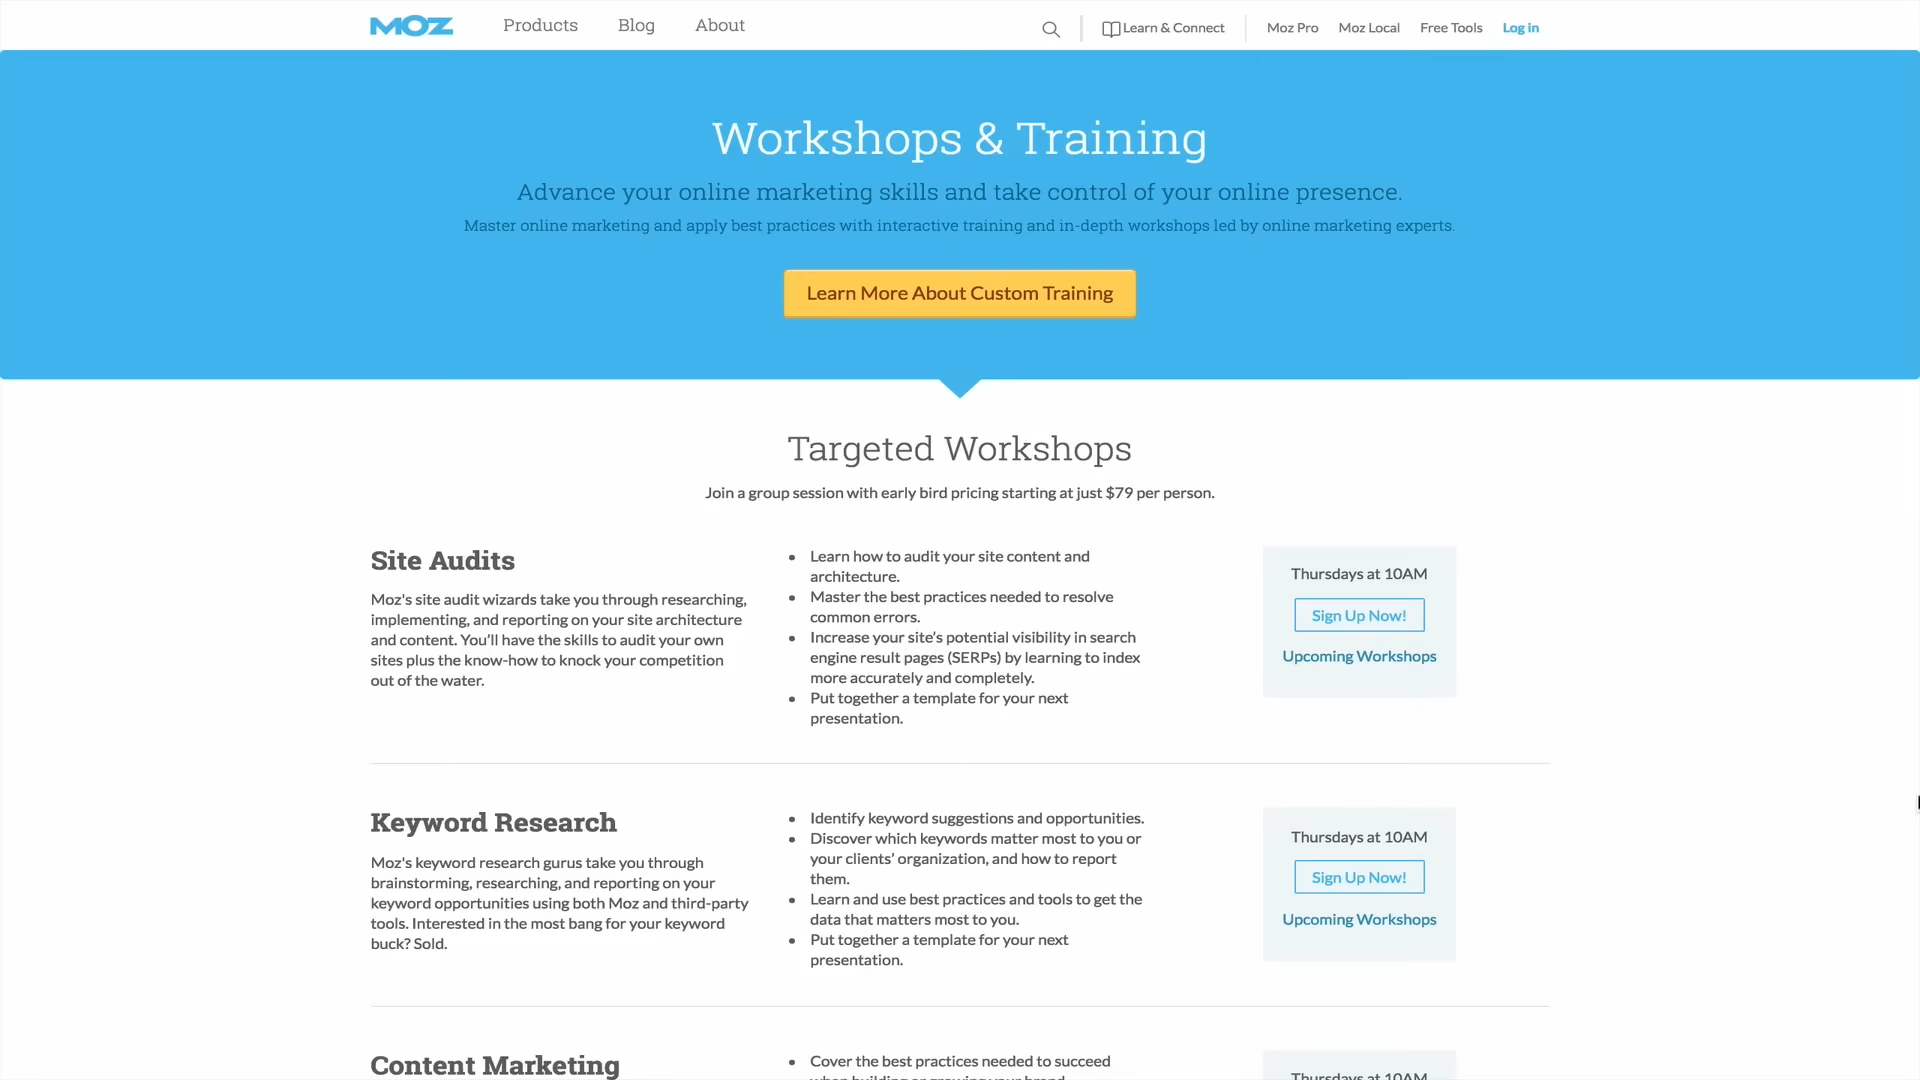 MOZ
Products
Blog
About
Learn & Connect
Moz Pro
Moz Local
Free Tools
Log in
Workshops & Training
Advance your online marketing skills and take control of your online presence.
Master online marketing and apply best practices with interactive training and in-depth workshops led by online marketing experts.
Learn More About Custom Training
Targeted Workshops
Join a group session with early bird pricing starting at just $79 per person.
Site Audits
Moz's site audit wizards take you through researching,
implementing, and reporting on your site architecture
and content. You'll have the skills to audit your own
sites plus the know-how to knock your competition
out of the water.
Learn how to audit your site content and
architecture.
Master the best practices needed to resolve
common errors.
Increase your site's potential visibility in search
engine result pages (SERPs) by learning to index
more accurately and completely.
Put together a template for your next
presentation.
Thursdays at 10AM
Sign Up Now!
Upcoming Workshops
Keyword Research
Moz's keyword research gurus take you through
brainstorming, researching, and reporting on your
keyword opportunities using both Moz and third-party
tools. Interested in the most bang for your keyword
buck? Sold.
Identify keyword suggestions and opportunities.
Discover which keywords matter most to you or
your clients' organization, and how to report
them.
Learn and use best practices and tools to get the
data that matters most to you.
Put together a template for your next
presentation.
Thursdays at 10AM
Sign Up Now!
Upcoming Workshops
Content Marketing
Cover the best practices needed to succeed
Thursdays at 10AM